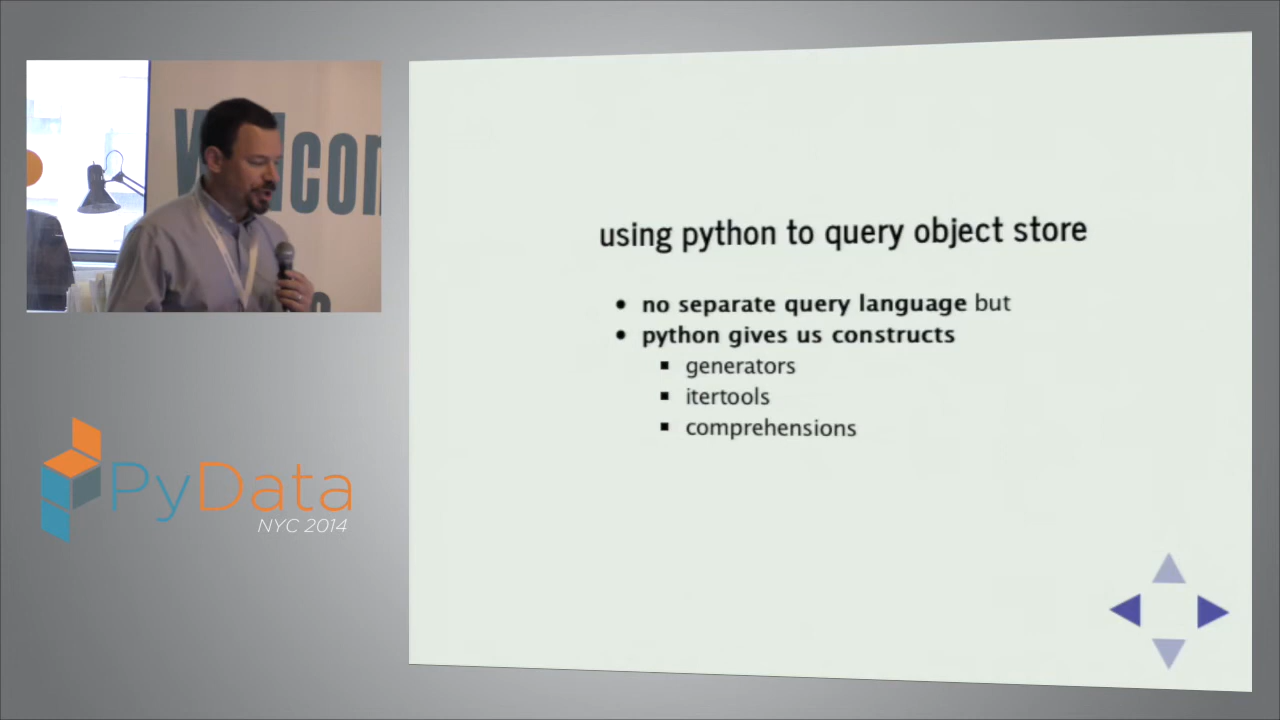 Welcon
using python to query object store
no separate query language but
python gives us constructs
generators
itertools
comprehensions
PyData
NYC 2014